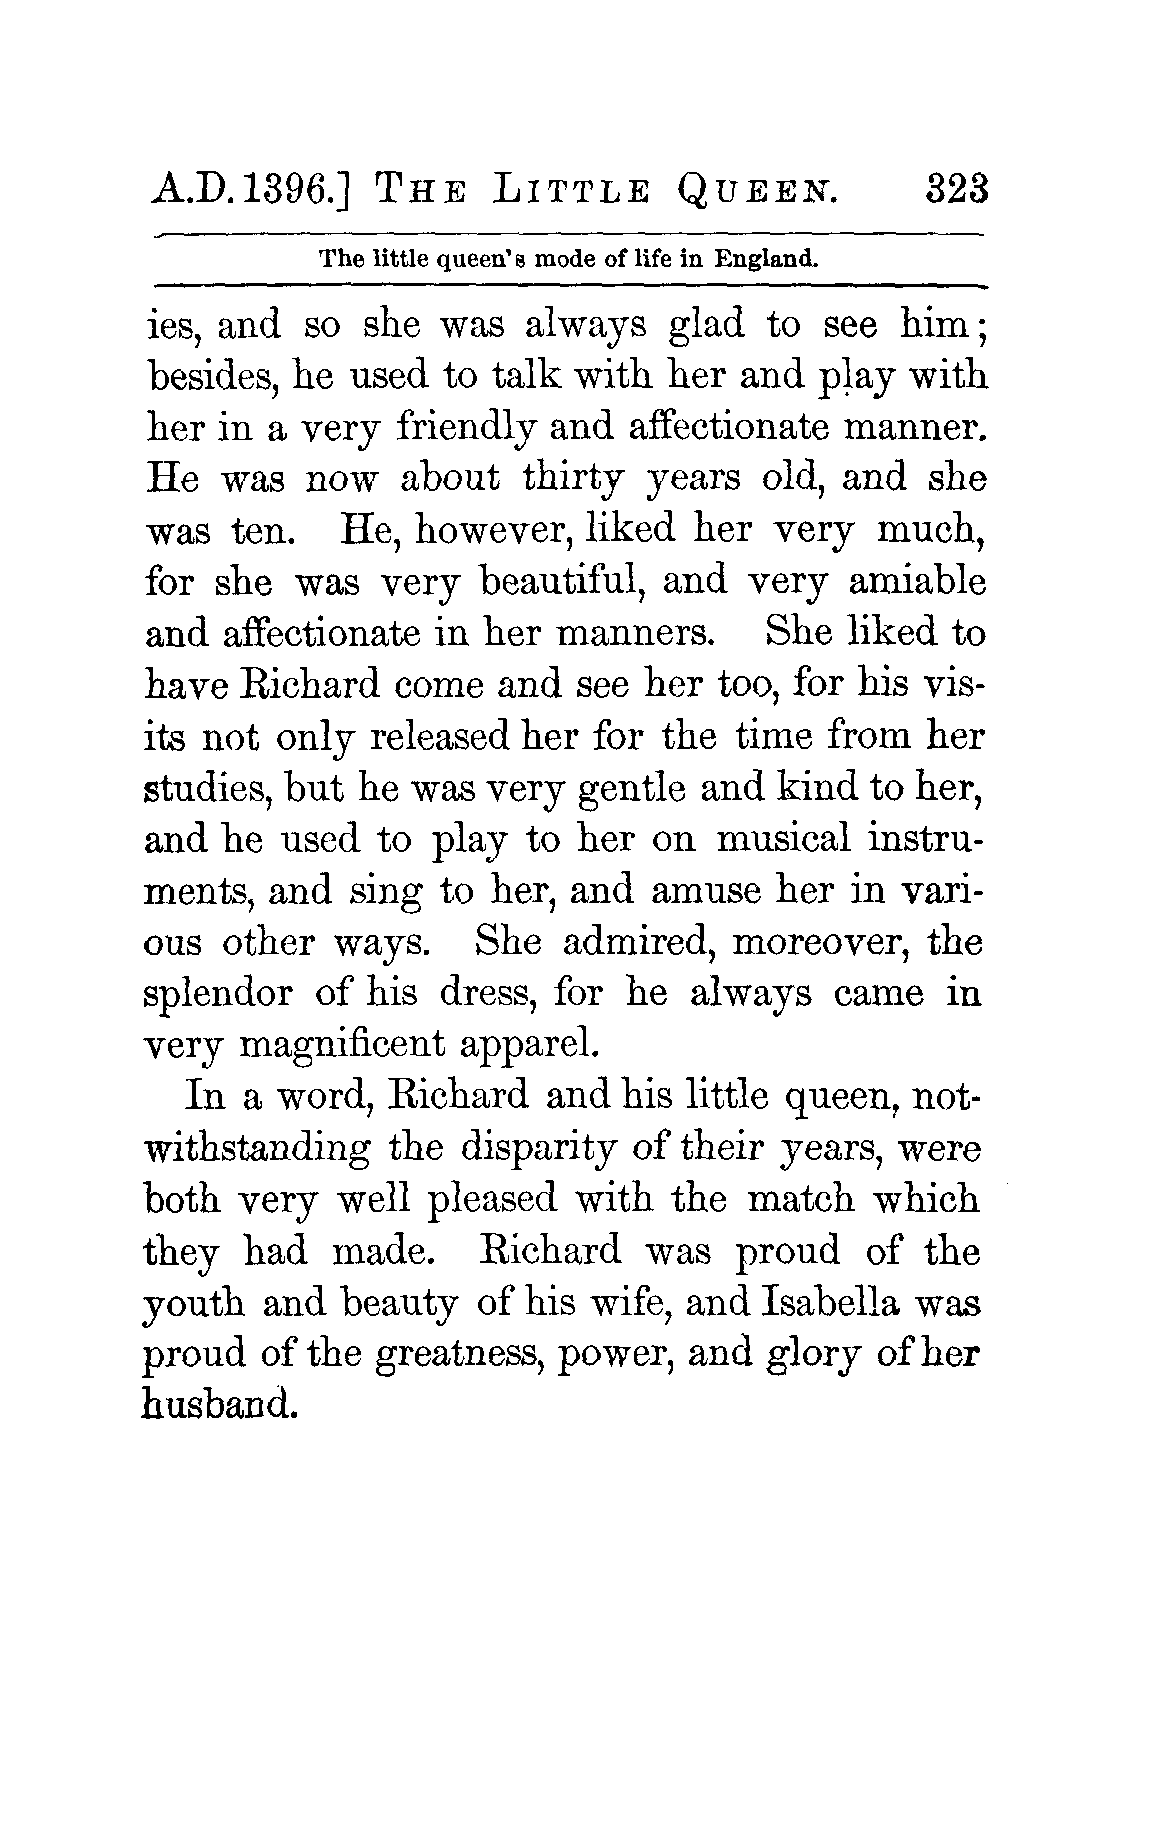 A.D. 1396.] THE LITTLE QUEEN. 323
The little queen's mode of life in England.
ies, and so she was always glad to see him;
besides, he used to talk with her and play with
her in a very friendly and affectionate manner.
He was now about thirty years old, and she
was ten. He, however, liked her very much,
for she was very beautiful, and very amiable
and affectionate in her manners. She liked to
have Richard come and see her too, for his vis-
its not only released her for the time from her
studies, but he was very gentle and kind to her,
and he used to play to her on musical instru-
ments, and sing to her, and amuse her in vari-
ous other ways. She admired, moreover, the
splendor of his dress, for he always came in
very magnificent apparel.
In a word, Richard and his little queen, not-
withstanding the disparity of their years, were
both very well pleased with the match which
they had made. Richard was proud of the
youth and beauty of his wife, and Isabella was
proud of the greatness, power, and glory of her
husband.